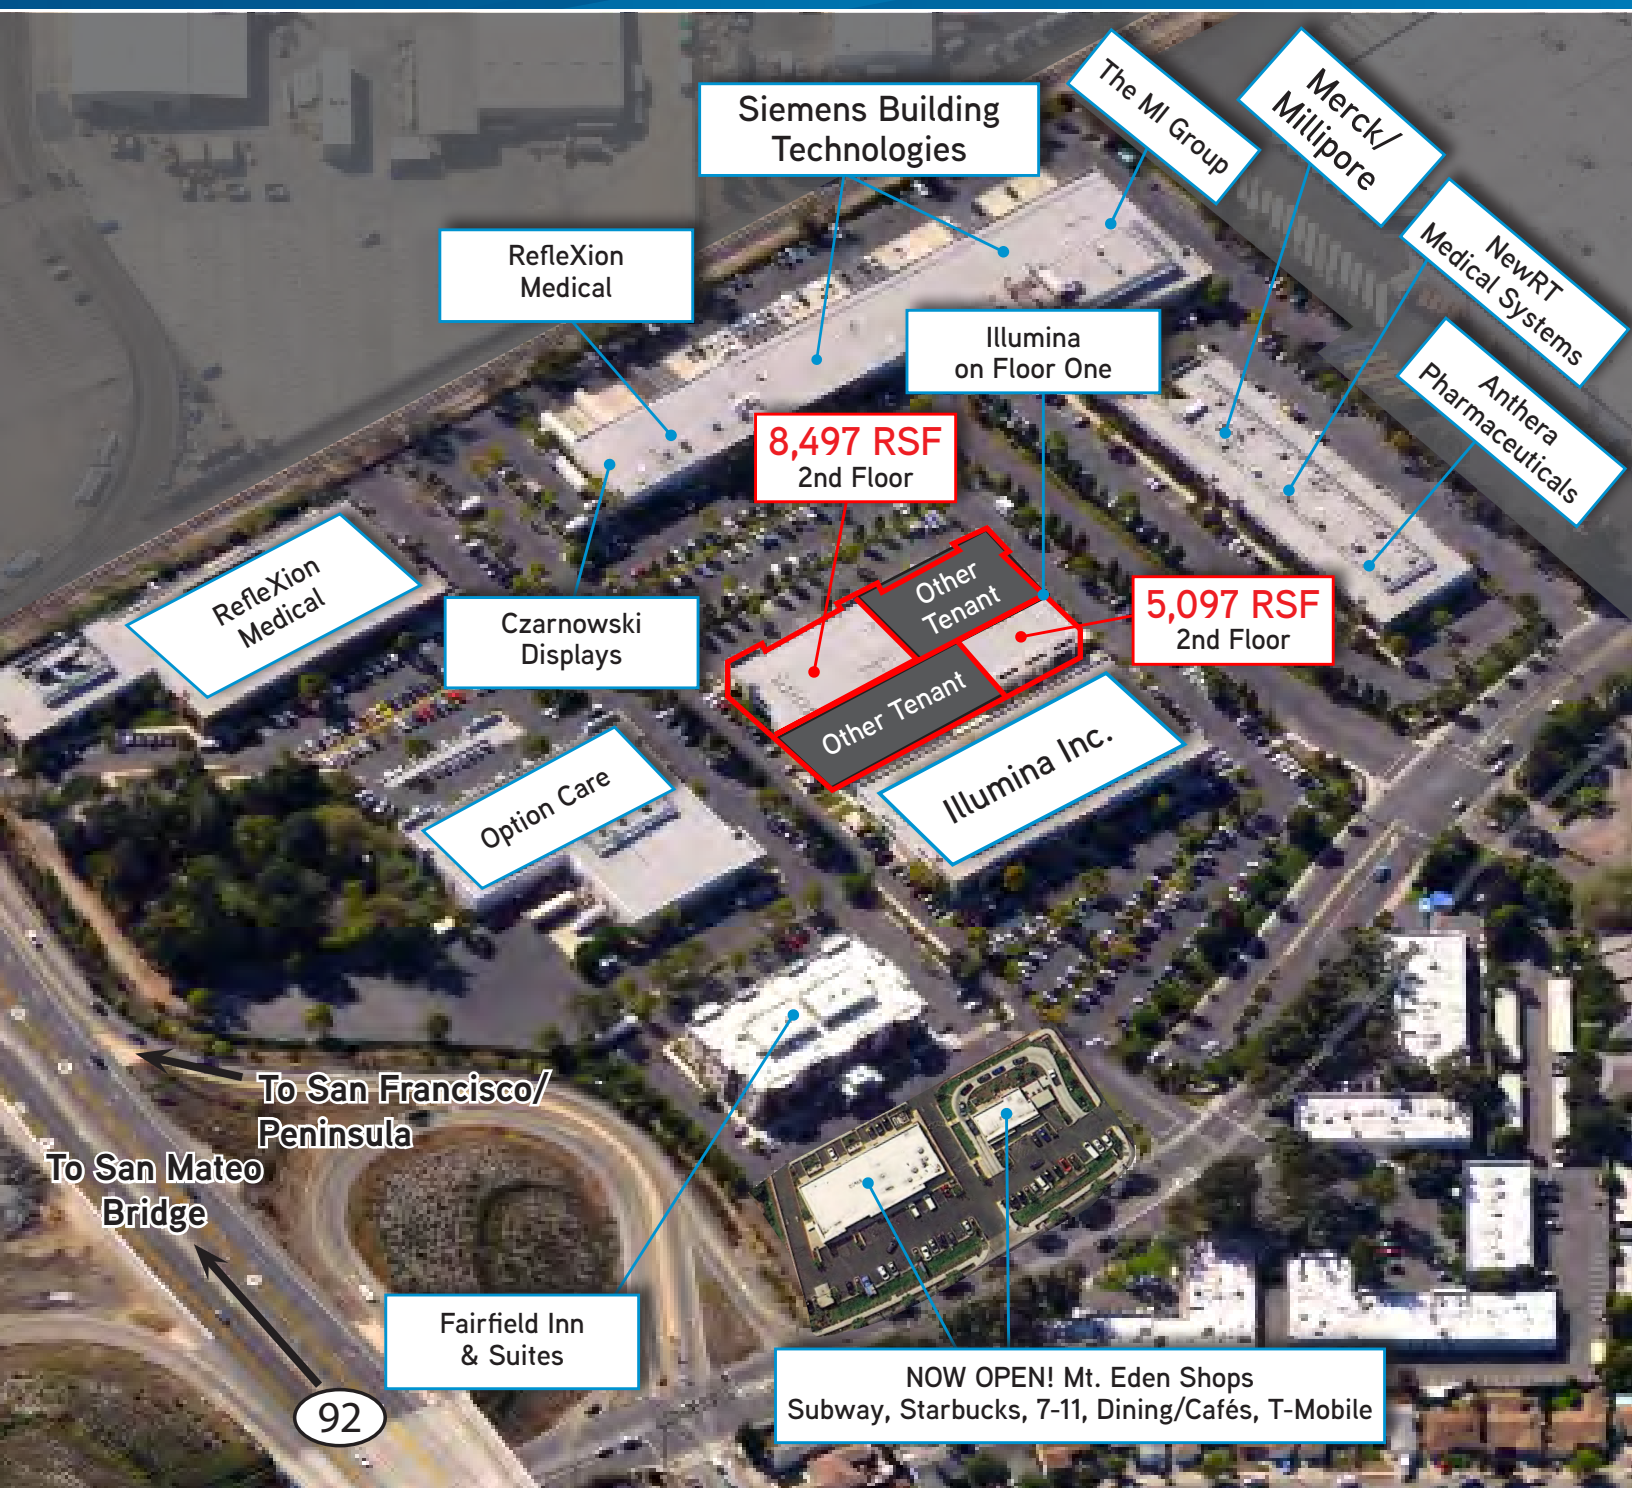 Siemens Building
Technologies
The MI Group
Merck/
Millipore
NewRT
Medical Systems
Anthera
Pharmaceuticals
RefleXion
Medical
Illumina
on Floor One
8,497 RSF
2nd Floor
RefleXion
Medical
Czarnowski
Displays
Other
Tenant
5,097 RSF
2nd Floor
Other Tenant
Illumina Inc.
Option Care
To San Francisco/
Peninsula
To San Mateo
Bridge
Fairfield Inn
& Suites
NOW OPEN! Mt. Eden Shops
Subway, Starbucks, 7-11, Dining/Cafés, T-Mobile
92